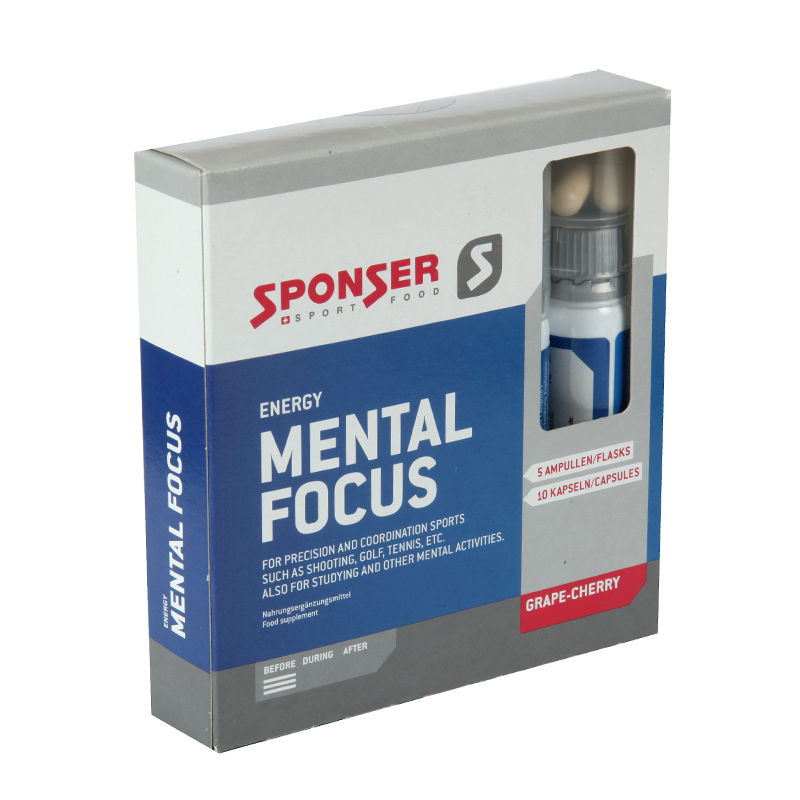 SPONSER
SPORT FOOD
ENERGY
MENTAL
FOCUS
FOR PRECISION AND COORDINATION SPORTS
SUCH AS SHOOTING, GOLF, TENNIS, ETC.
ALSO FOR STUDYING AND OTHER MENTAL ACTIVITIES.
Nahrungsergänzungsmittel
Food supplement
BEFORE DURING AFTER
5 AMPULLEN/FLASKS
10 KAPSELN/CAPSULES
GRAPE-CHERRY
ENERGY
MENTAL FOCUS